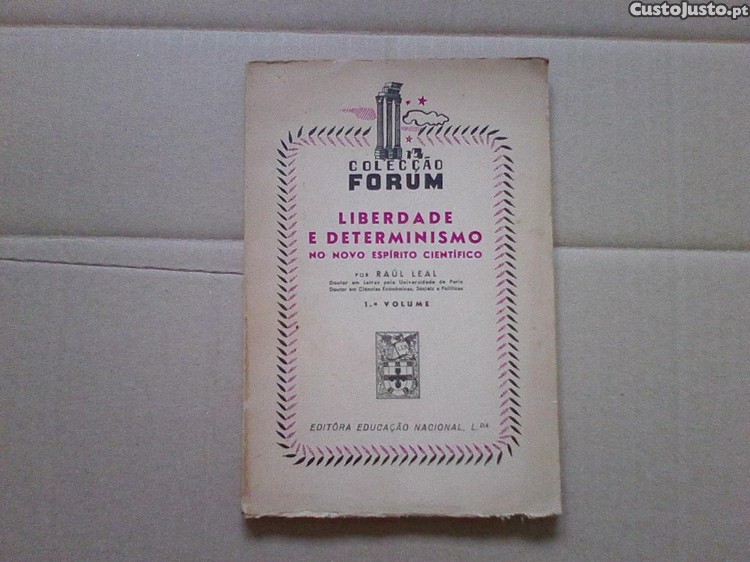 CustoJusto.pt
14
COLECÇÃO
FORUM
LIBERDADE
E DETERMINISMO
NO NOVO ESPÍRITO CIENTÍFICO
POR RAÚL LEAL
Doutor em Letras pela Universidade de Paris
Doutor em Ciências Económicas, Sociais e Políticas
1.º VOLUME
EDITÔRA EDUCAÇÃO NACIONAL, L.DA